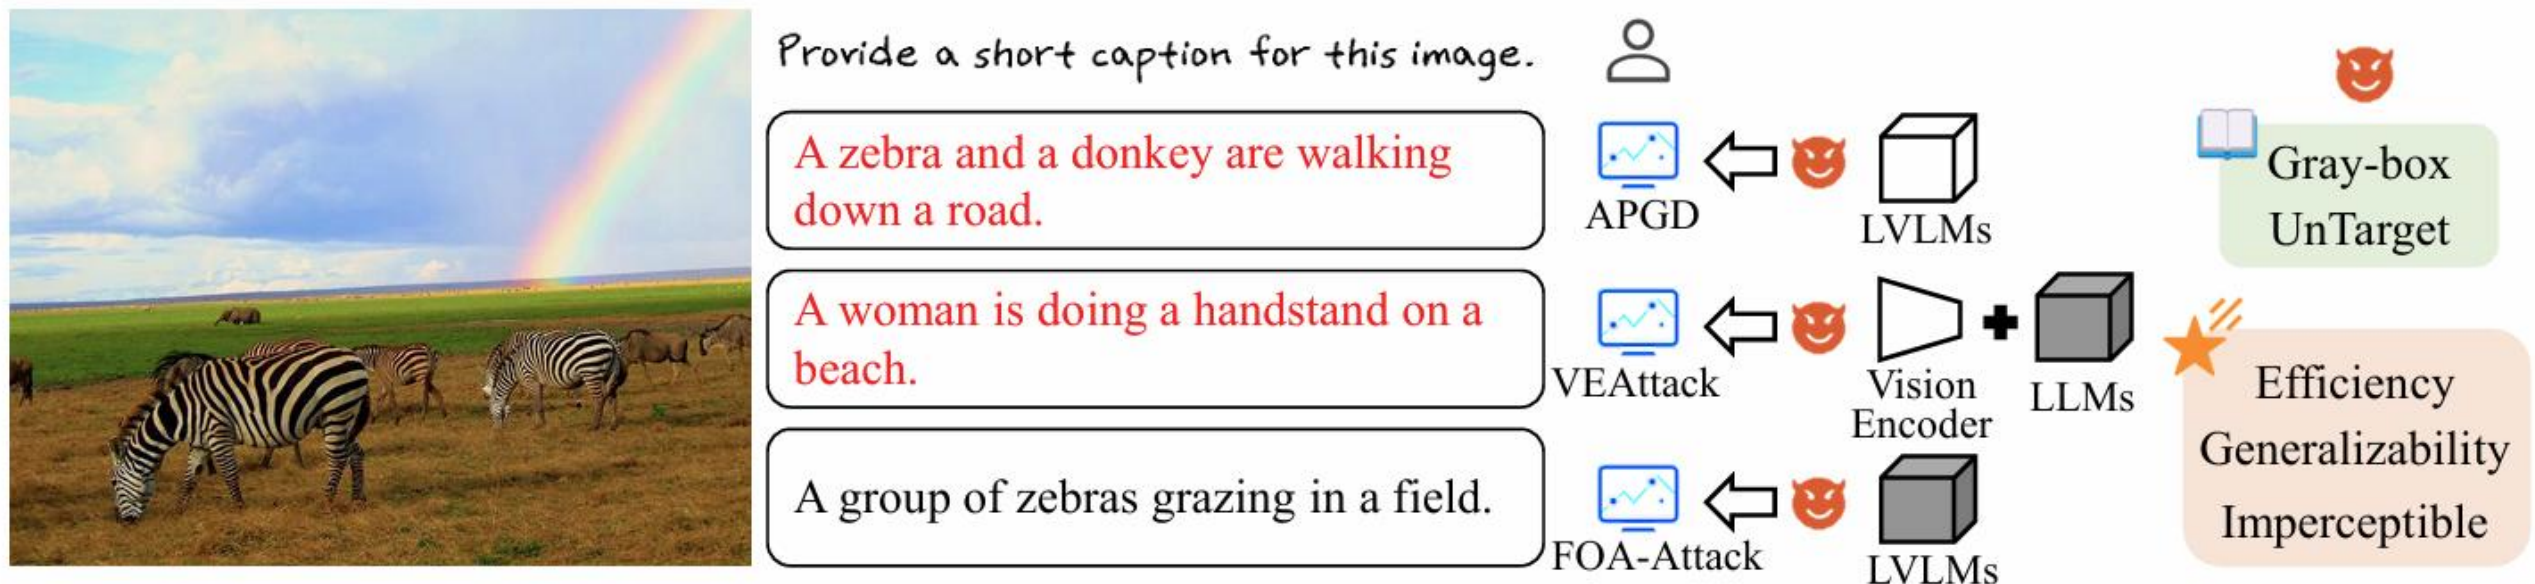 Provide a short caption for this image.
A zebra and a donkey are walking
down a road.
APGD
LVLMs
A woman is doing a handstand on a
beach.
VEAttack
Vision
Encoder
LLMs
A group of zebras grazing in a field.
FOA-Attack
LVLMs
Gray-box
UnTarget
Efficiency
Generalizability
Imperceptible